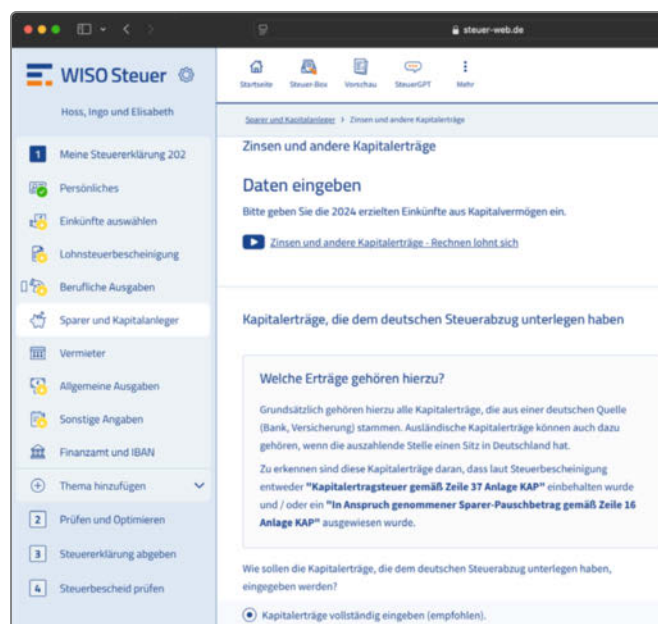 steuer-web.de
WISO Steuer
Hoss, Ingo und Elisabeth
1 Meine Steuererklärung 202
Persönliches
Einkünfte auswählen
Lohnsteuerbescheinigung
Berufliche Ausgaben
Sparer und Kapitalanleger
Vermieter
Allgemeine Ausgaben
Sonstige Angaben
Finanzamt und IBAN
Thema hinzufügen
2 Prüfen und Optimieren
3 Steuererklärung abgeben
4 Steuerbescheid prüfen
Startseite Steuer-Box Vorschau SteuerGPT Mehr
Sparer und Kapitalanleger > Zinsen und andere Kapitalerträge
Zinsen und andere Kapitalerträge
Daten eingeben
Bitte geben Sie die 2024 erzielten Einkünfte aus Kapitalvermögen ein.
Zinsen und andere Kapitalerträge - Rechnen lohnt sich
Kapitalerträge, die dem deutschen Steuerabzug unterlegen haben
Welche Erträge gehören hierzu?
Grundsätzlich gehören hierzu alle Kapitalerträge, die aus einer deutschen Quelle
(Bank, Versicherung) stammen. Ausländische Kapitalerträge können auch dazu
gehören, wenn die auszahlende Stelle einen Sitz in Deutschland hat.
Zu erkennen sind diese Kapitalerträge daran, dass laut Steuerbescheinigung
entweder "Kapitalertragsteuer gemäß Zeile 37 Anlage KAP" einbehalten wurde
und / oder ein "In Anspruch genommener Sparer-Pauschbetrag gemäß Zeile 16
Anlage KAP" ausgewiesen wurde.
Wie sollen die Kapitalerträge, die dem deutschen Steuerabzug unterlegen haben,
eingegeben werden?
Kapitalerträge vollständig eingeben (empfohlen).